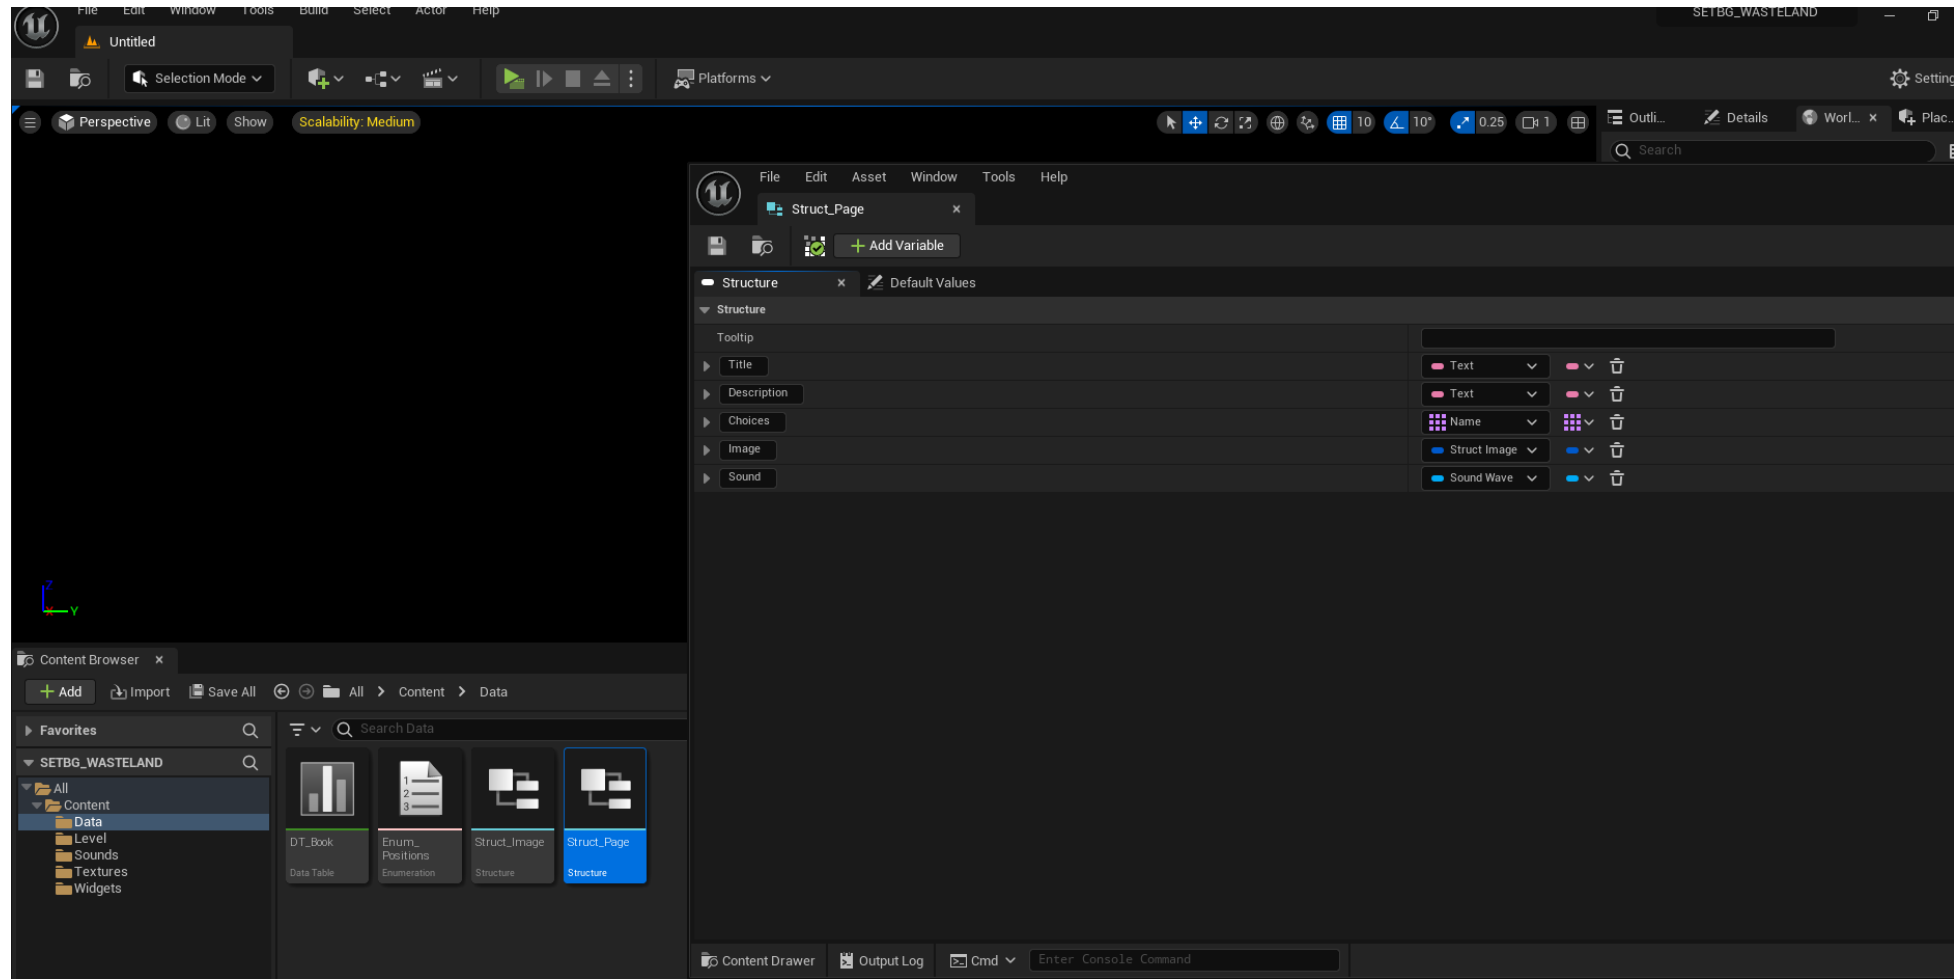 File Edit Window Tools Build Select Actor Help
SETBG_WASTELAND
Untitled
Selection Mode
Platforms
Setting
Perspective Lit Show Scalability: Medium
10 10° 0.25 1
Outli... Details Worl... Plac...
Search
File Edit Asset Window Tools Help
Struct_Page
Add Variable
Structure Default Values
Structure
Tooltip
Title Text
Description Text
Choices Name
Image Struct Image
Sound Sound Wave
Z
X Y
Content Browser
Add Import Save All All > Content > Data
Favorites
Search Data
SETBG_WASTELAND
All
Content
Data
Level
Sounds
Textures
Widgets
1
2
3
DT_Book
Data Table
Enum_
Positions
Enumeration
Struct_Image
Structure
Struct_Page
Structure
Content Drawer Output Log Cmd Enter Console Command